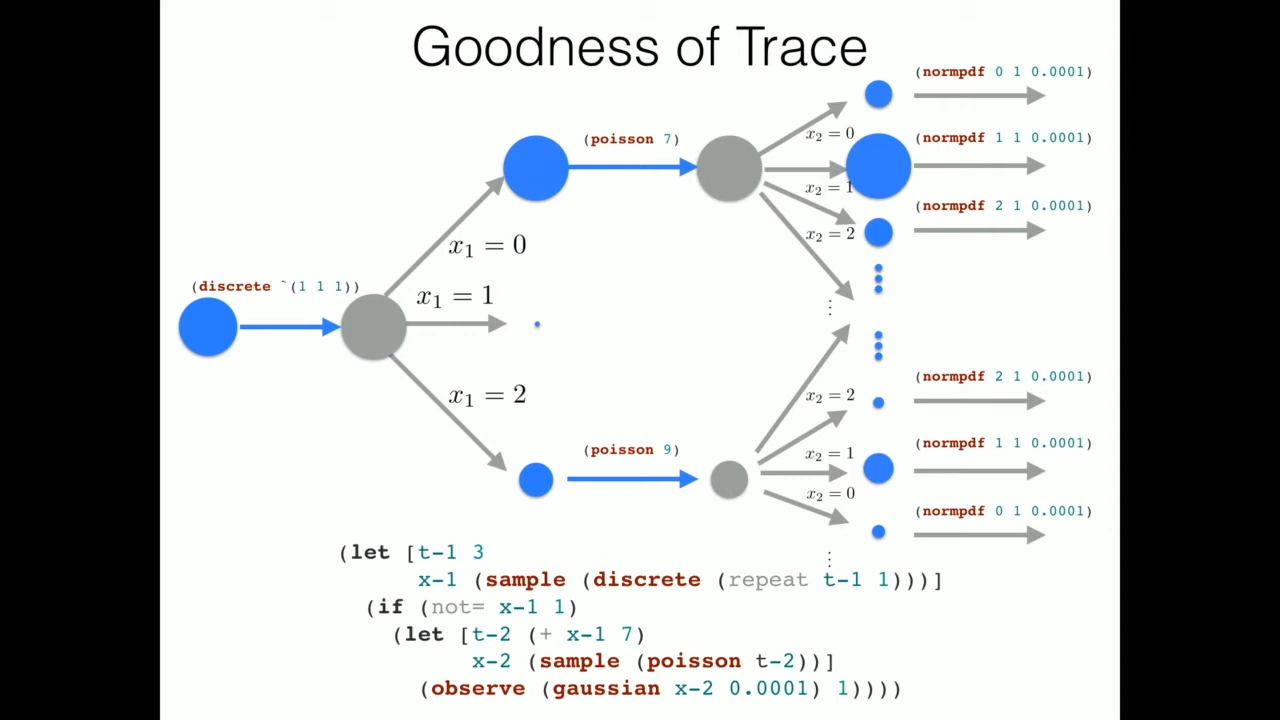 Goodness of Trace
(normpdf 0 1 0.0001)
(poisson 7)
x₂ = 0
(normpdf 1 1 0.0001)
x₂ = 1
(normpdf 2 1 0.0001)
x₂ = 2
x₁ = 0
(discrete `(1 1 1))
x₁ = 1
⋮
x₁ = 2
(normpdf 2 1 0.0001)
x₂ = 2
(poisson 9)
(normpdf 1 1 0.0001)
x₂ = 1
x₂ = 0
(normpdf 0 1 0.0001)
⋮
(let [t-1 3
x-1 (sample (discrete (repeat t-1 1)))]
(if (not= x-1 1)
(let [t-2 (+ x-1 7)
x-2 (sample (poisson t-2))]
(observe (gaussian x-2 0.0001) 1))))